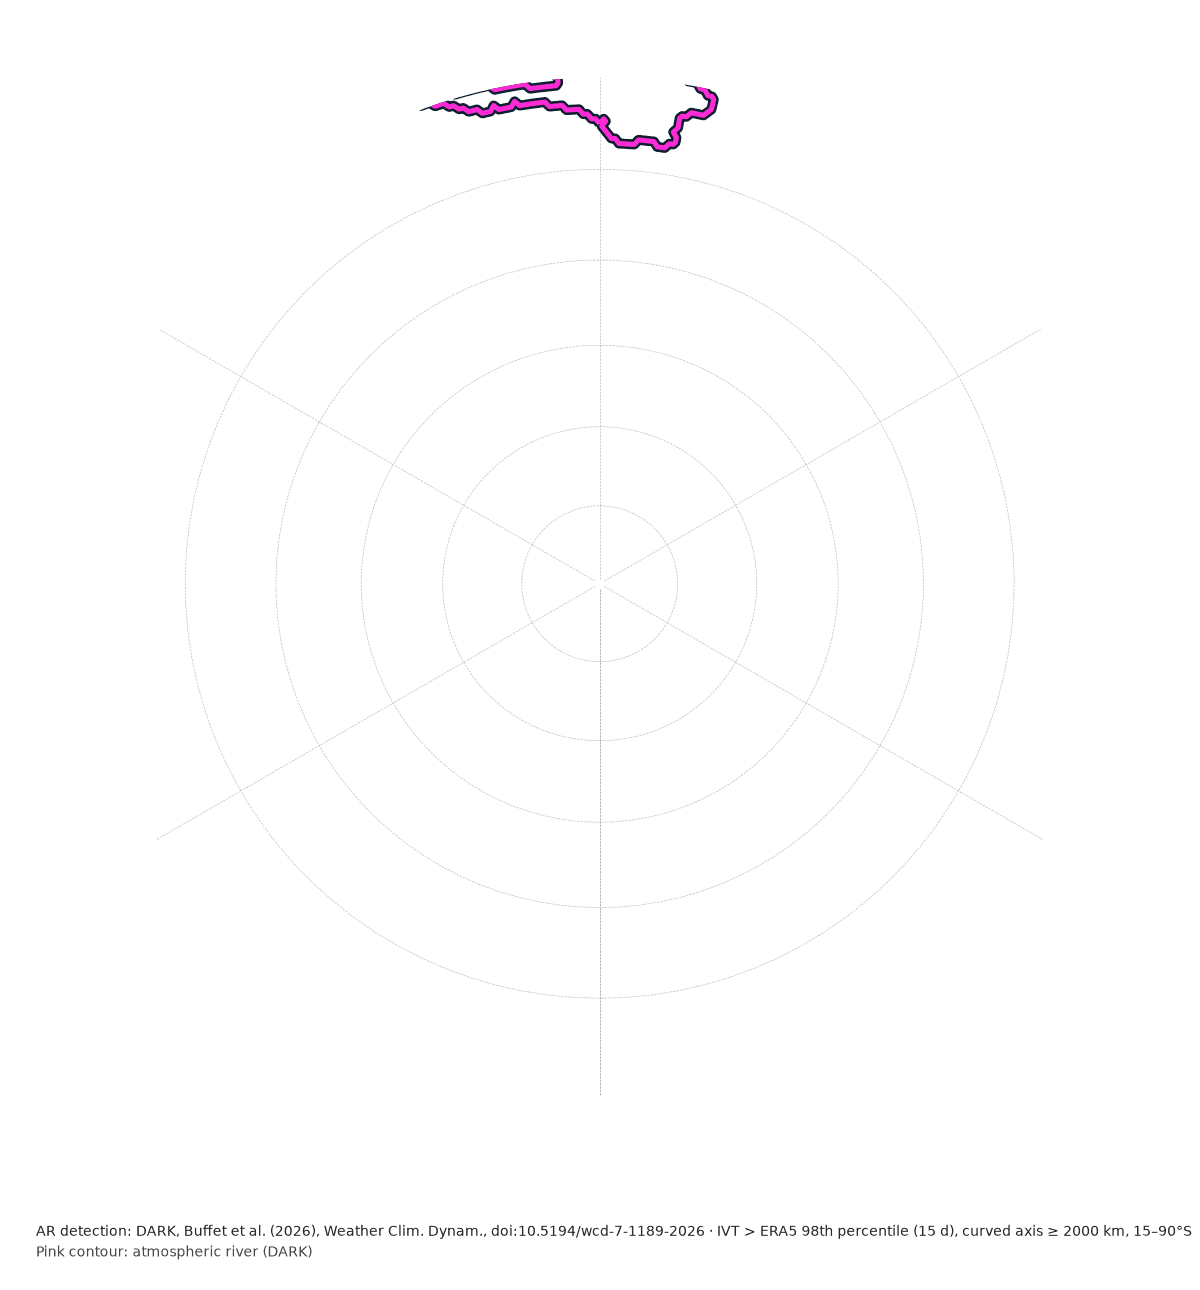 AR detection: DARK, Buffet et al. (2026), Weather Clim. Dynam., doi:10.5194/wcd-7-1189-2026 · IVT > ERA5 98th percentile (15 d), curved axis ≥ 2000 km, 15–90°S
Pink contour: atmospheric river (DARK)